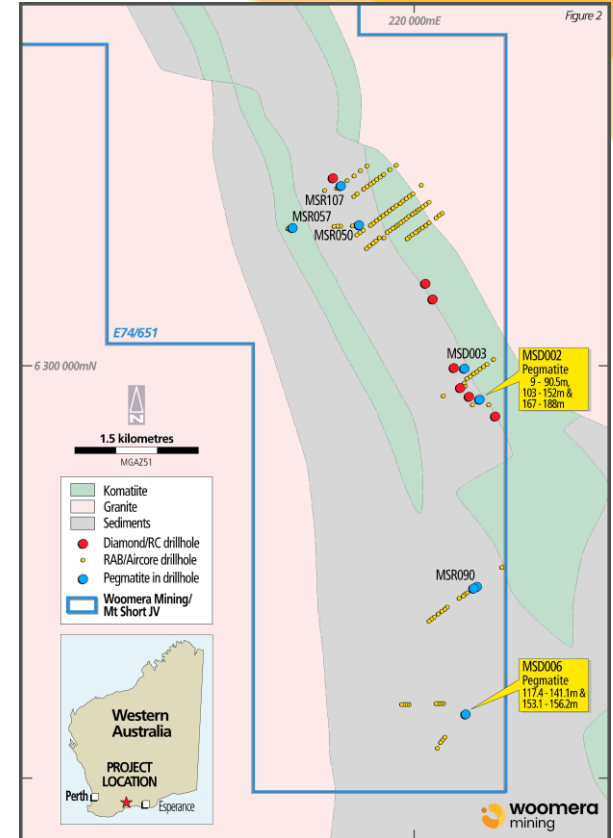 Figure 2
220 000mE
MSR107
MSR057
MSR050
E74/651
6 300 000mN
MSD003
MSD002
Pegmatite
9 - 90.5m,
103 - 152m &
167 - 188m
N
1.5 kilometres
MGAZ51
Komatiite
Granite
Sediments
Diamond/RC drillhole
RAB/Aircore drillhole
Pegmatite in drillhole
Woomera Mining/
Mt Short JV
MSR090
MSD006
Pegmatite
117.4 - 141.1m &
153.1 - 156.2m
Western
Australia
PROJECT
LOCATION
Perth
Esperance
woomera
mining